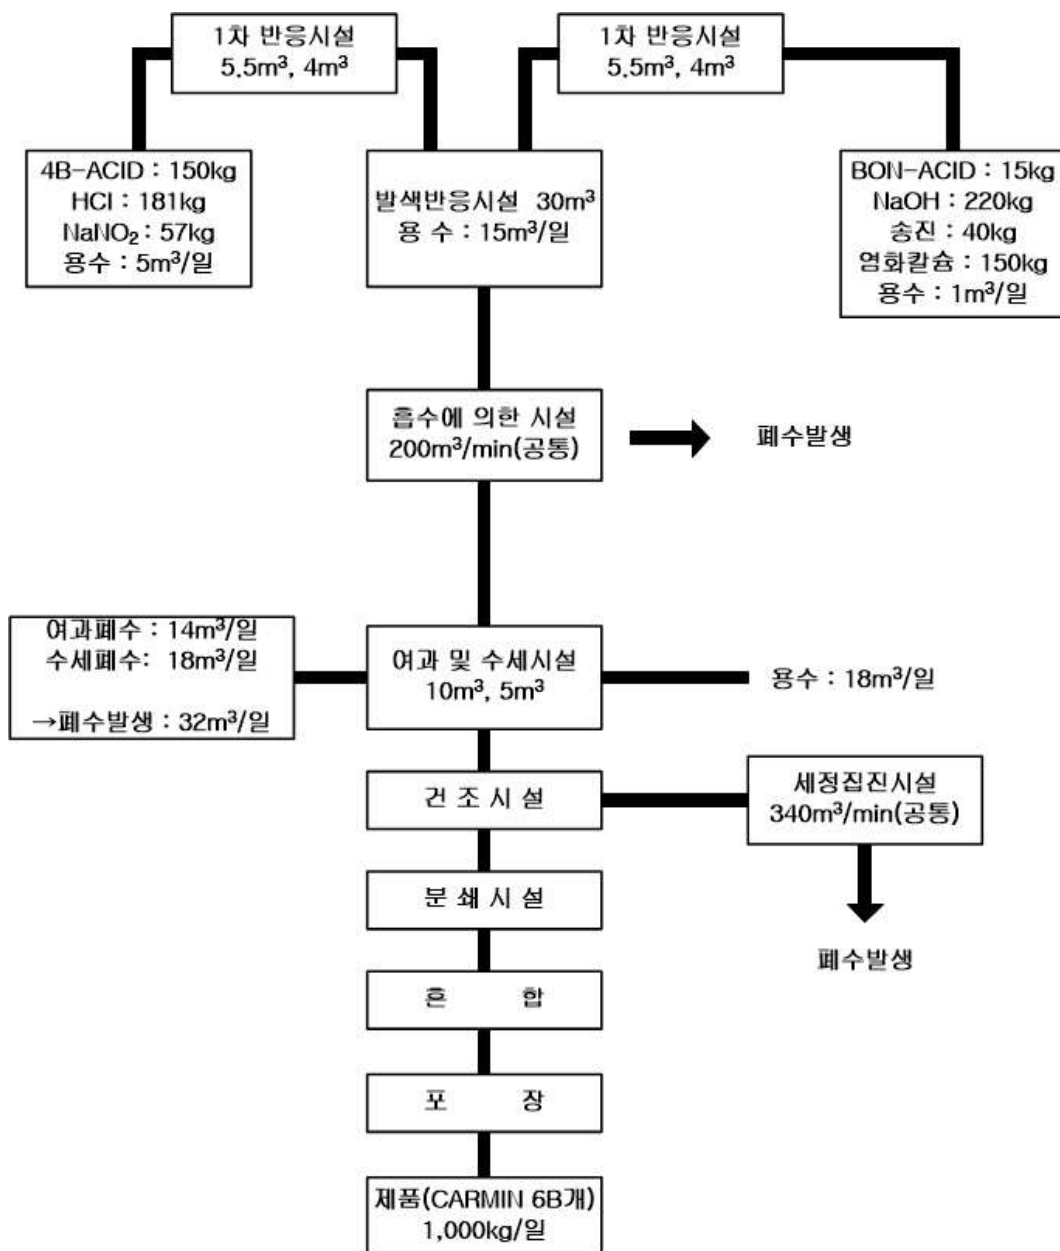 1차 반응시설
5.5m³, 4m³
1차 반응시설
5.5m³, 4m³
4B-ACID : 150kg
HCl : 181kg
NaNO₂ : 57kg
용수 : 5m³/일
발색반응시설 30m³
용 수 : 15m³/일
BON-ACID : 15kg
NaOH : 220kg
송진 : 40kg
염화칼슘 : 150kg
용수 : 1m³/일
흡수에 의한 시설
200m³/min(공통)
폐수발생
여과폐수 : 14m³/일
수세폐수: 18m³/일
→폐수발생 : 32m³/일
여과 및 수세시설
10m³, 5m³
용수 : 18m³/일
건 조 시 설
세정집진시설
340m³/min(공통)
분 쇄 시 설
폐수발생
혼 합
포 장
제품(CARMIN 6B개)
1,000kg/일